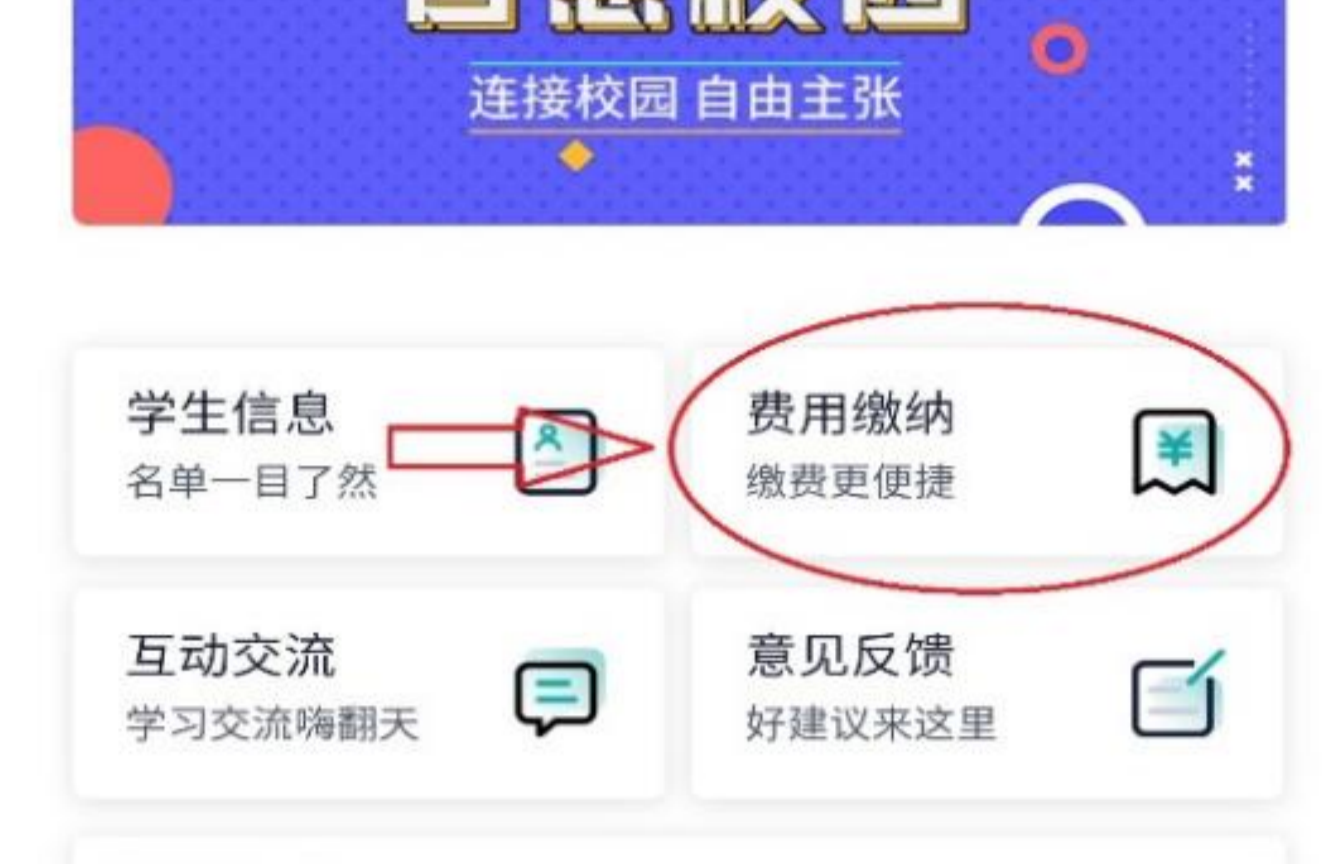 连接校园 自由主张
学生信息
名单一目了然
费用缴纳
缴费更便捷
互动交流
学习交流嗨翻天
意见反馈
好建议来这里